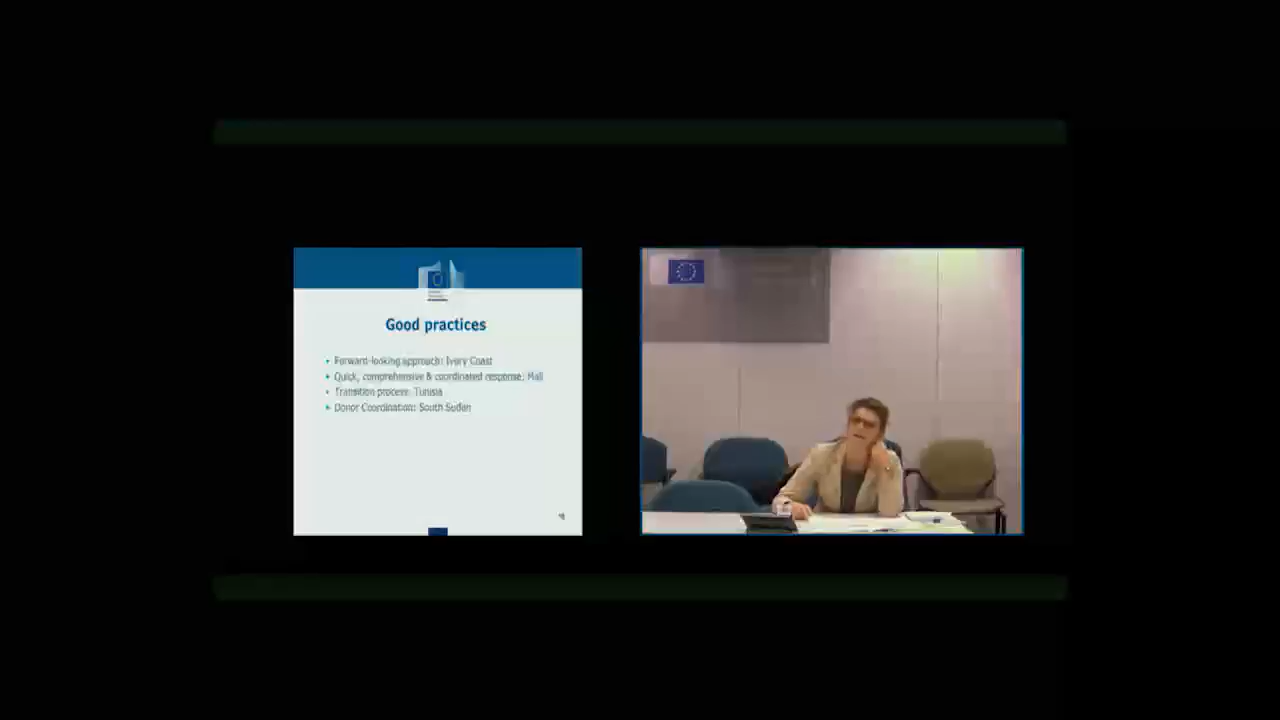 Good practices
Forward-looking approach: Ivory Coast
Quick, comprehensive & coordinated response: Mali
Transition process: Tunisia
Donor Coordination: South Sudan